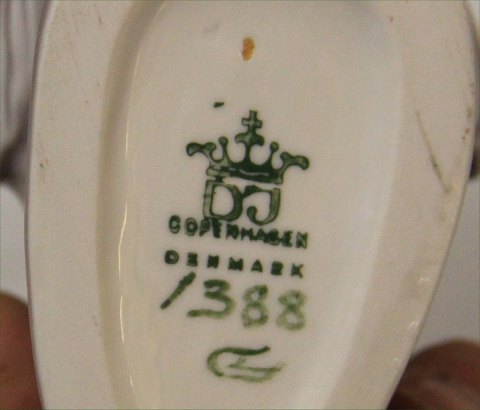 DJ
COPENHAGEN
DENMARK
1388